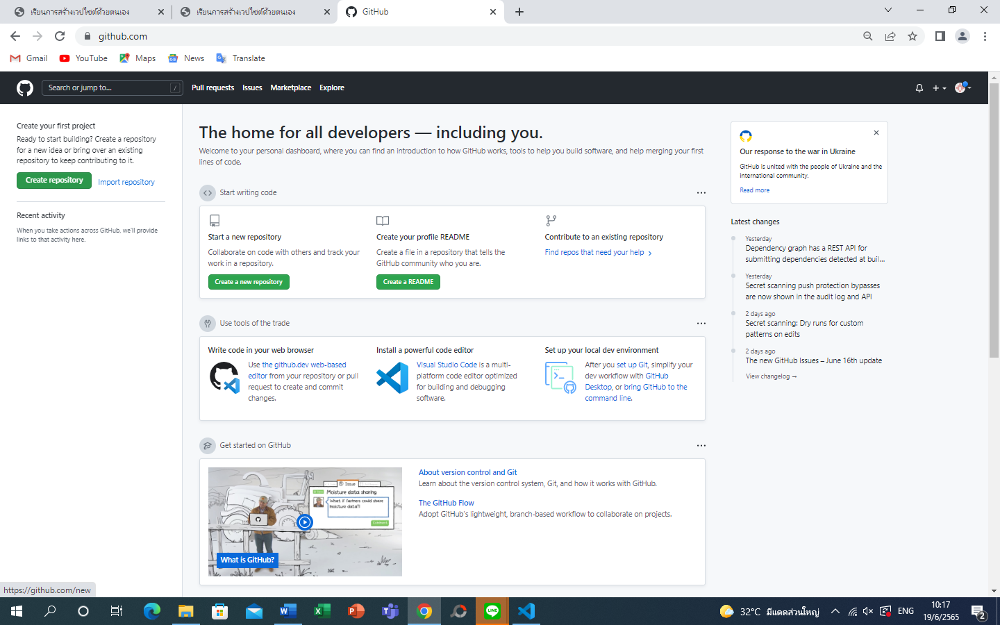 เรียนการสร้างเวปไซต์ด้วยตนเอง
เรียนการสร้างเวปไซต์ด้วยตนเอง
GitHub
github.com
Gmail
YouTube
Maps
News
Translate
Search or jump to...
/
Pull requests
Issues
Marketplace
Explore
Create your first project
Ready to start building? Create a repository
for a new idea or bring over an existing
repository to keep contributing to it.
Create repository
Import repository
Recent activity
When you take actions across GitHub, we'll provide
links to that activity here.
The home for all developers — including you.
Welcome to your personal dashboard, where you can find an introduction to how GitHub works, tools to help you build software, and help merging your first
lines of code.
Start writing code
Start a new repository
Collaborate on code with others and track your
work in a repository.
Create a new repository
Create your profile README
Create a file in a repository that tells the
GitHub community who you are.
Create a README
Contribute to an existing repository
Find repos that need your help
Use tools of the trade
Write code in your web browser
Use the github.dev web-based
editor from your repository or pull
request to create and commit
changes.
Install a powerful code editor
Visual Studio Code is a multi-
platform code editor optimized
for building and debugging
software.
Set up your local dev environment
After you set up Git, simplify your
dev workflow with GitHub
Desktop, or bring GitHub to the
command line.
Get started on GitHub
Issue
Moisture data sharing
What if farmers could share
moisture data?!
Comment
What is GitHub?
About version control and Git
Learn about the version control system, Git, and how it works with GitHub.
The GitHub Flow
Adopt GitHub's lightweight, branch-based workflow to collaborate on projects.
Our response to the war in Ukraine
GitHub is united with the people of Ukraine and the
international community.
Read more
Latest changes
Yesterday
Dependency graph has a REST API for
submitting dependencies detected at buil...
Yesterday
Secret scanning push protection bypasses
are now shown in the audit log and API
2 days ago
Secret scanning: Dry runs for custom
patterns on edits
2 days ago
The new GitHub Issues – June 16th update
View changelog →
https://github.com/new
32°C มีแดดส่วนใหญ่
ENG
10:17
19/6/2565
2